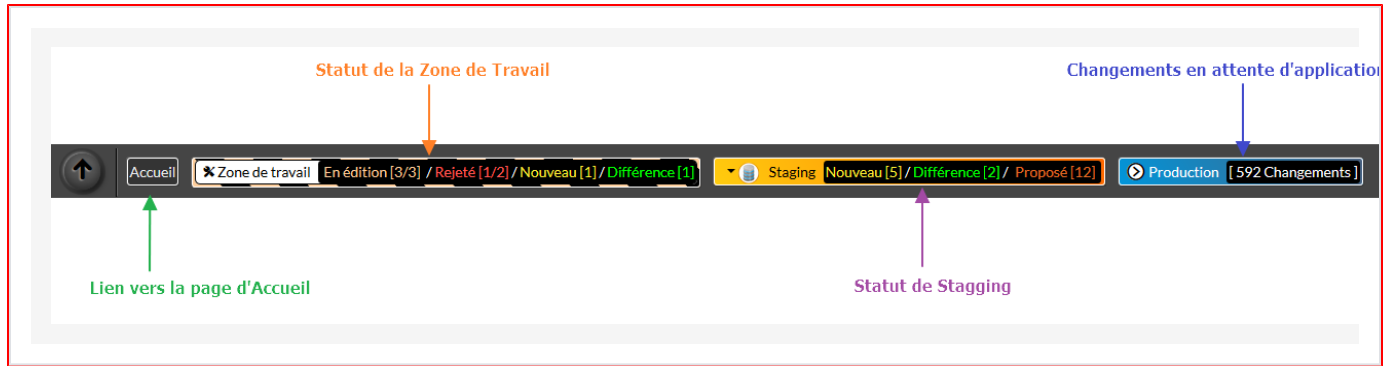 Statut de la Zone de Travail
Changements en attente d'application
Accueil Zone de travail En édition [3/3] / Rejeté [1/2] / Nouveau [1] / Différence [1] Staging Nouveau [5] / Différence [2] / Proposé [12] Production [ 592 Changements ]
Lien vers la page d'Accueil
Statut de Stagging